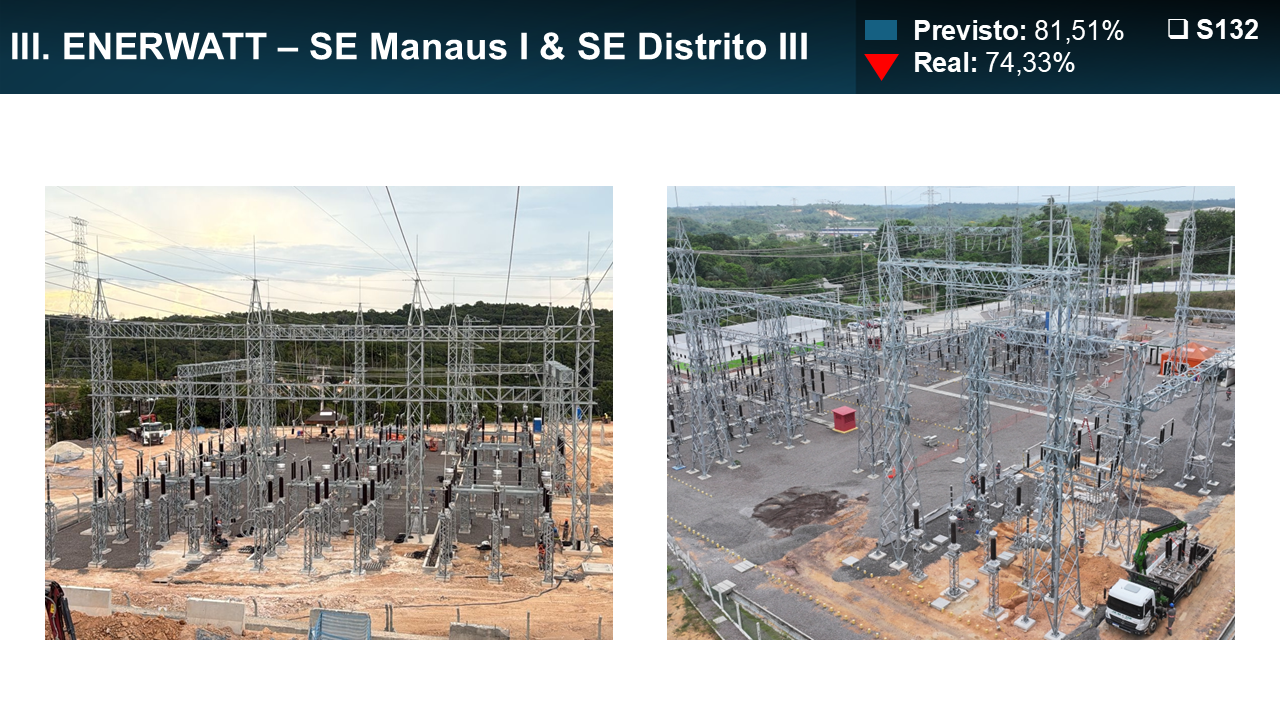 III. ENERWATT – SE Manaus I & SE Distrito III
Previsto: 81,51%
Real: 74,33%
❑ S132